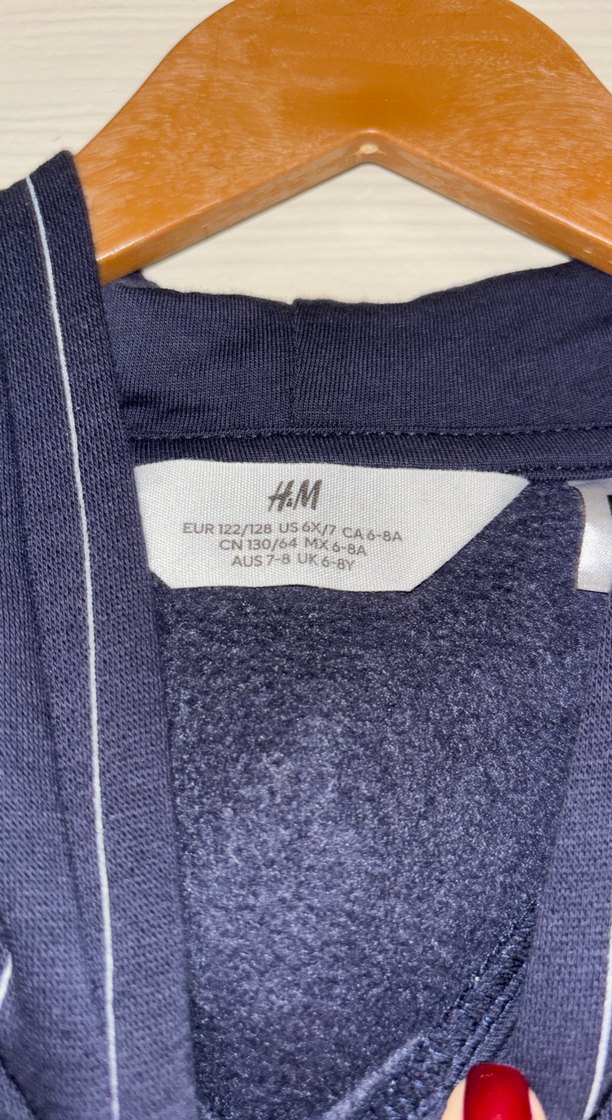 H&M
EUR 122/128 US 6X/7 CA 6-8A
CN 130/64 MX 6-8A
AUS 7-8 UK 6-8Y